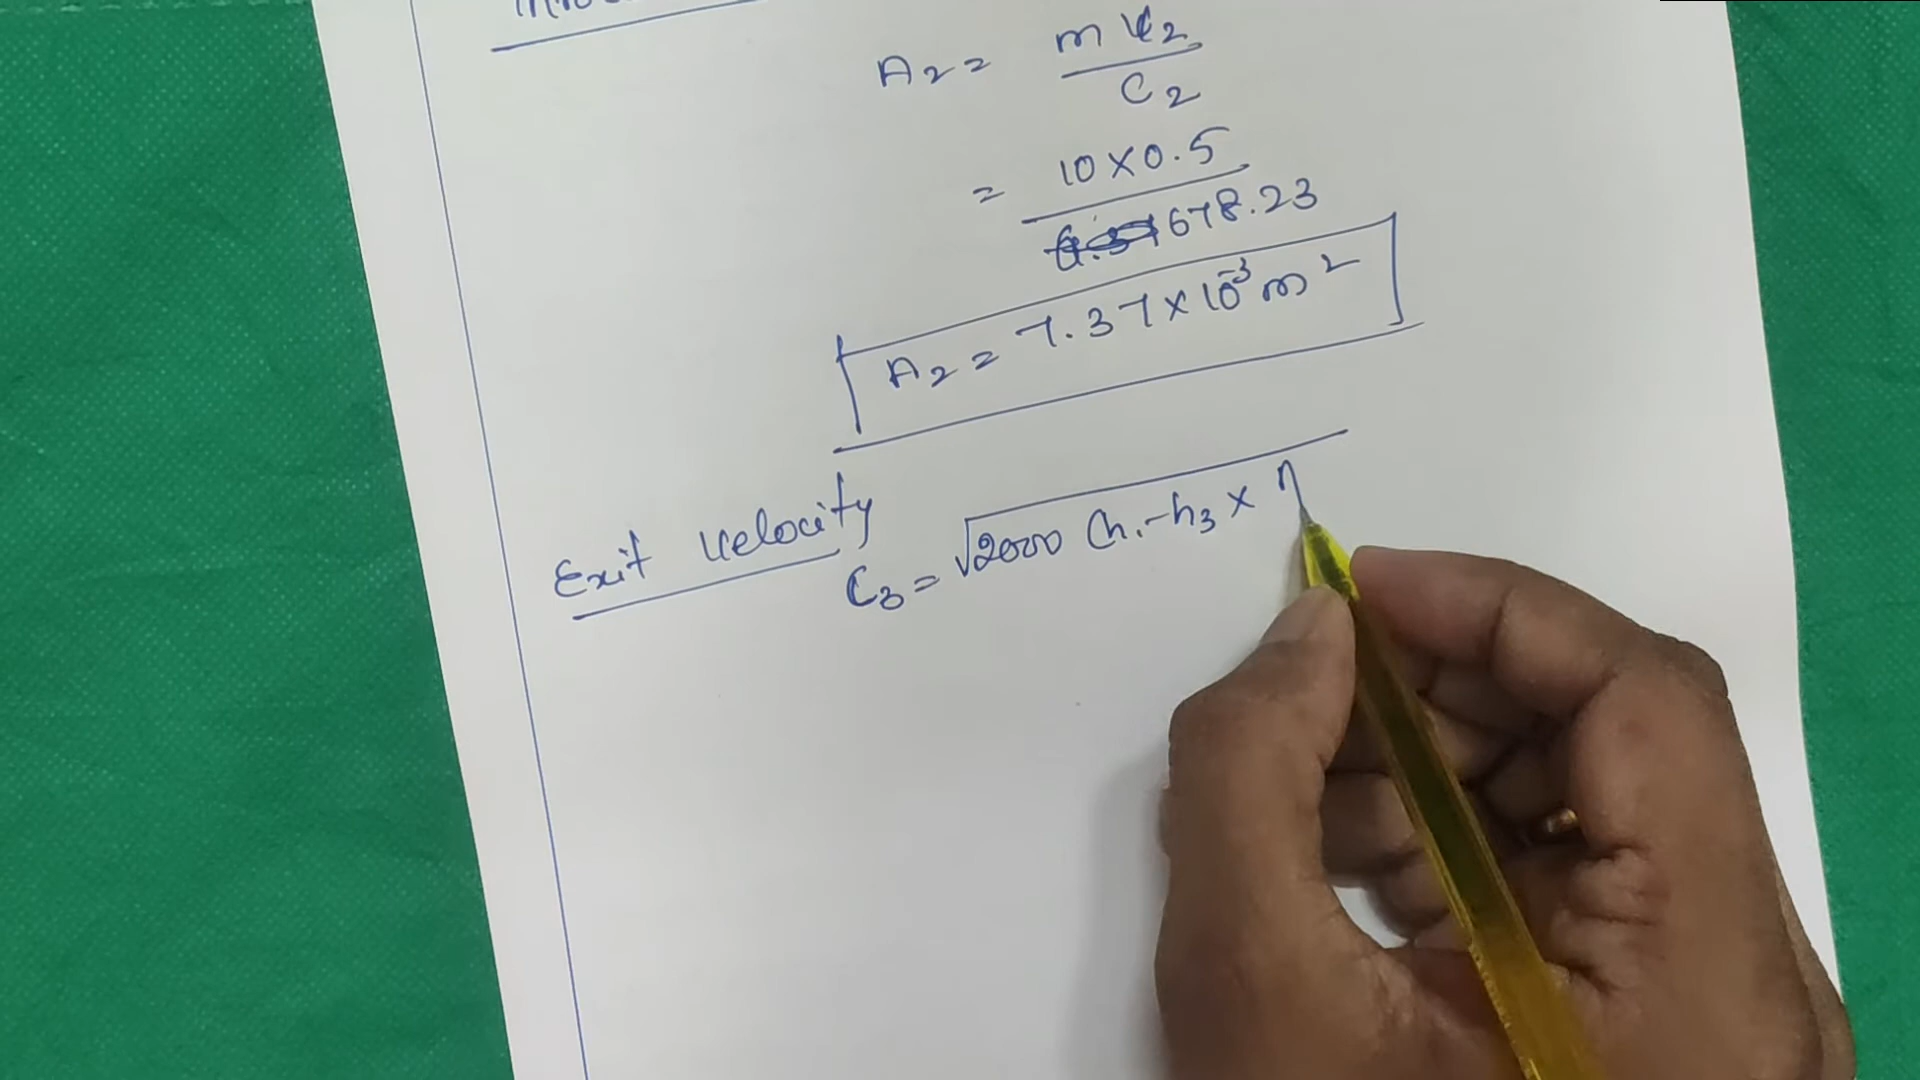 A2 = m v2 / C2
= 10 x 0.5 / 678.23
A2 = 7.37 x 10^-3 m^2
Exit velocity
C3 = √2000 (h1-h3 x η